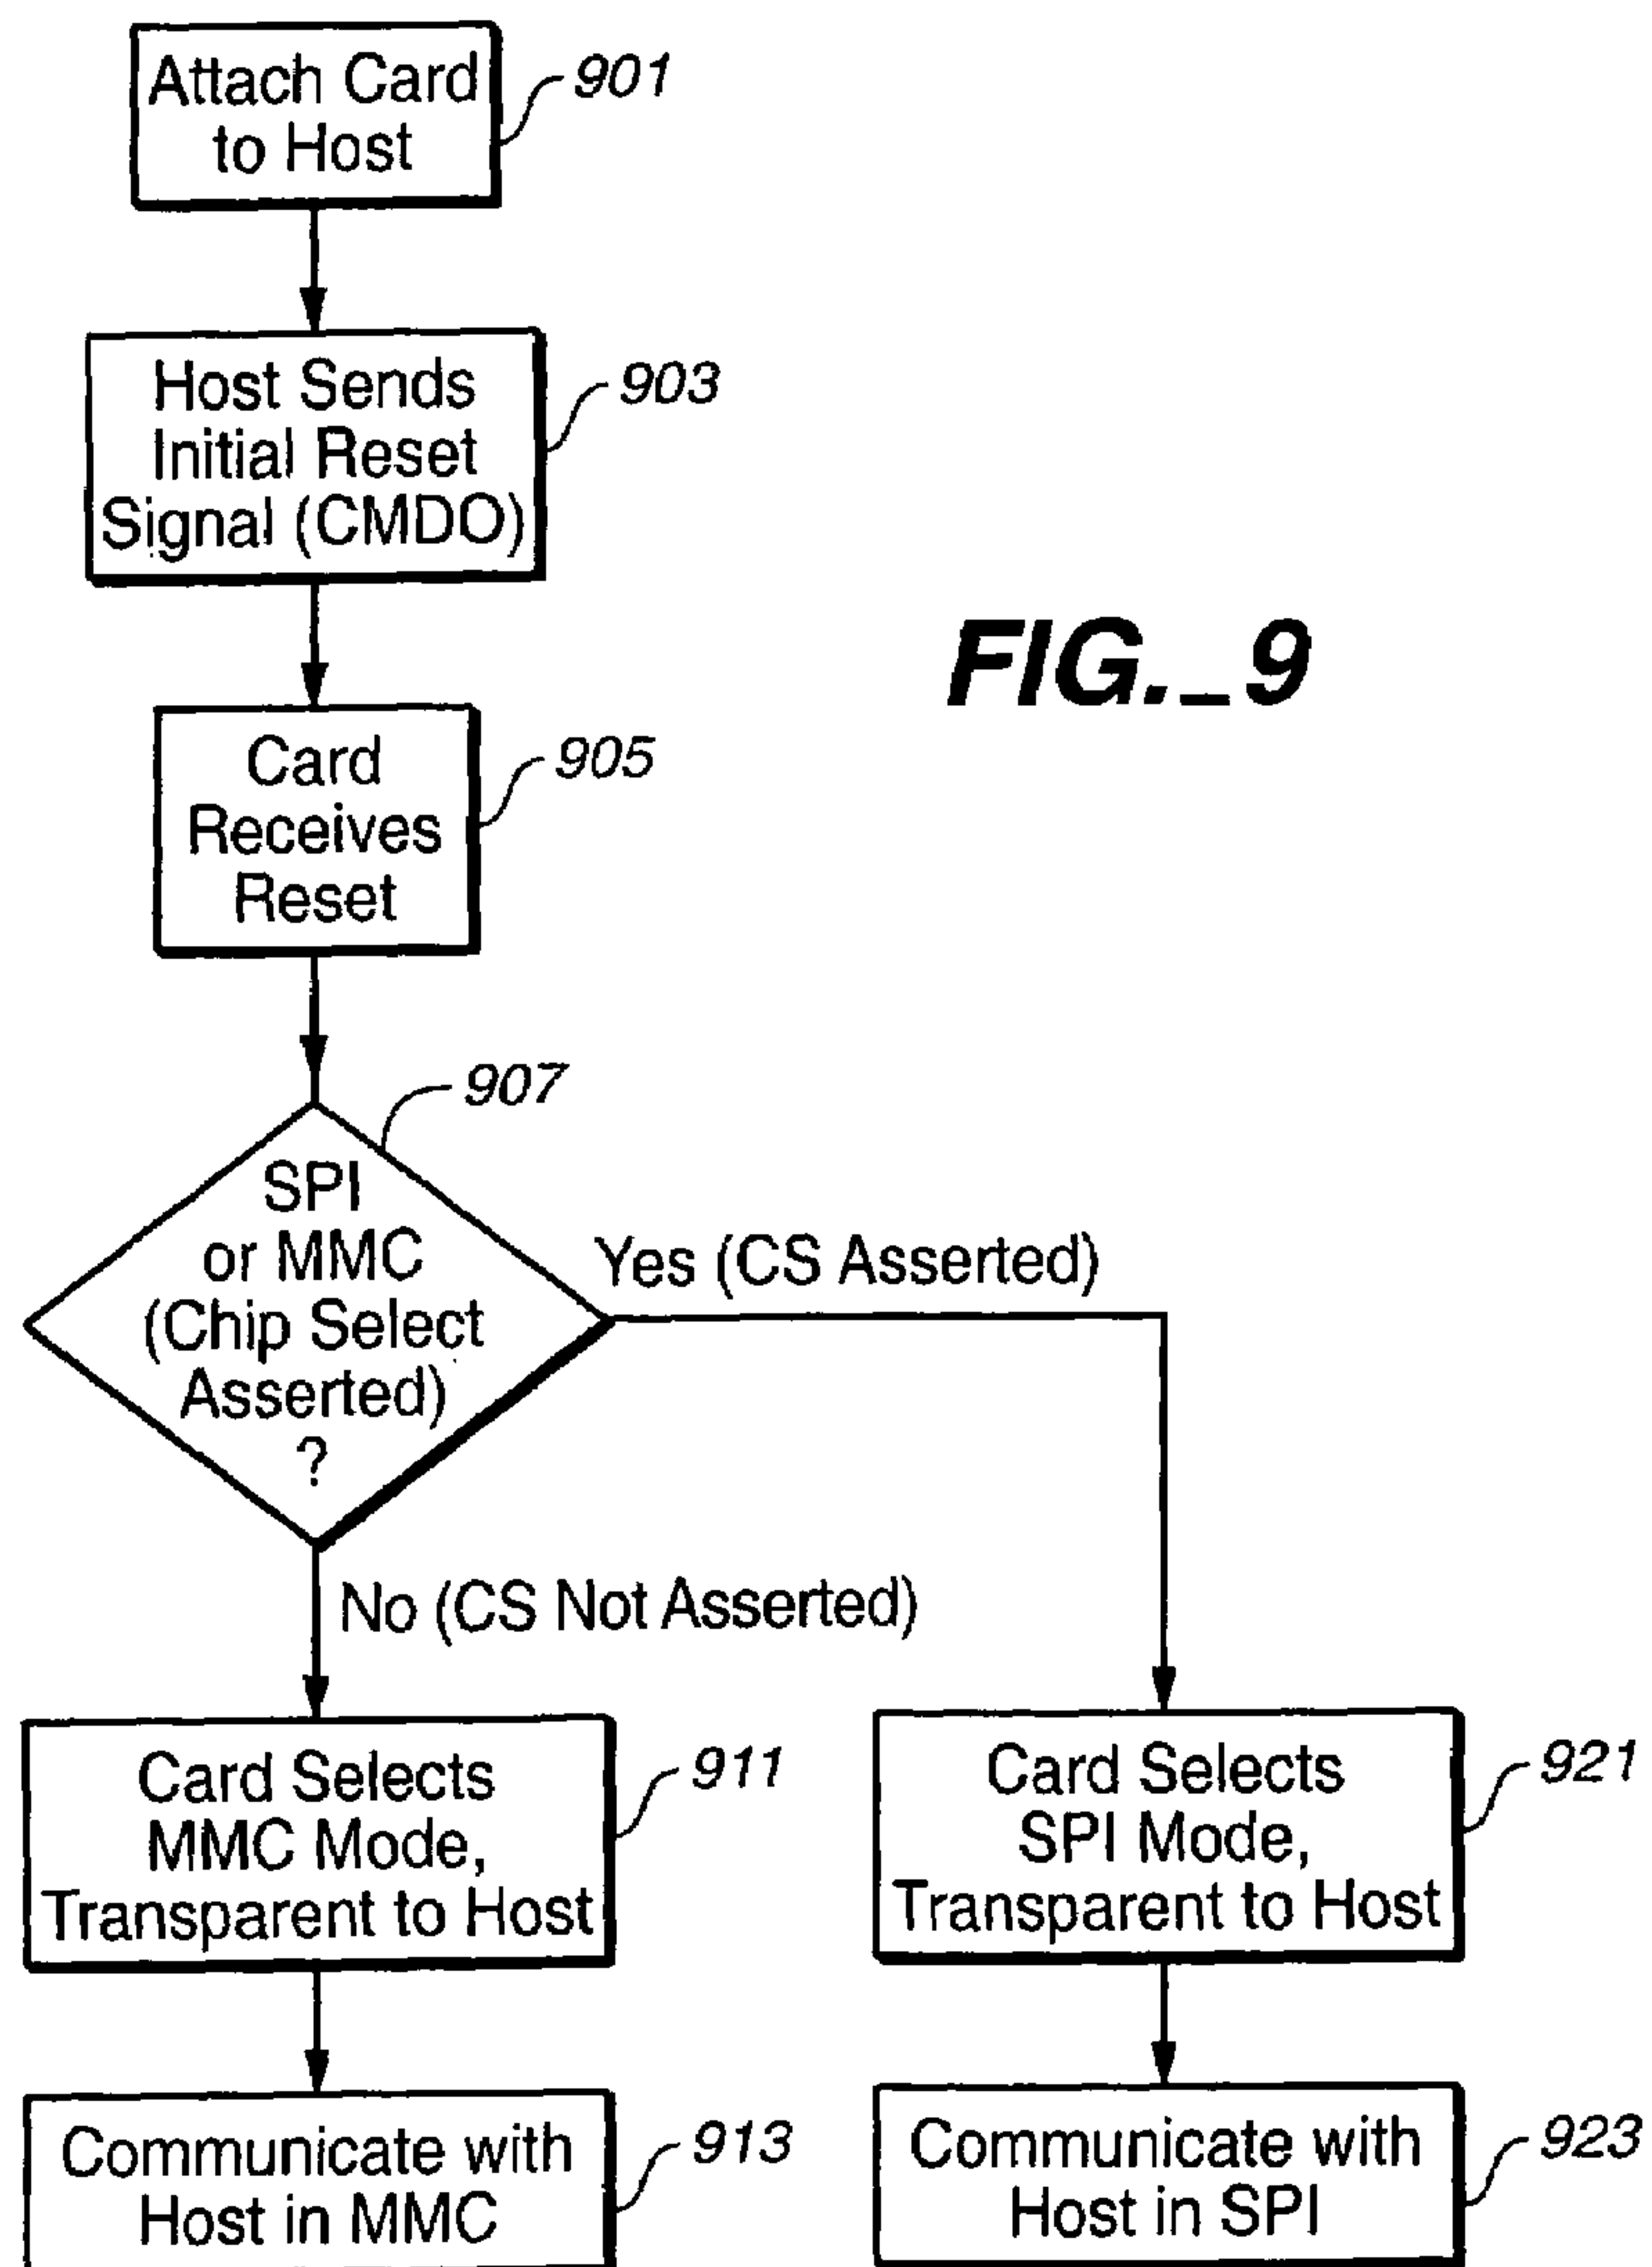 Attach Card
to Host
901
Host Sends
Initial Reset
Signal (CMDO)
903
FIG._9
Card
Receives
Reset
905
907
SPI
or MMC
(Chip Select
Asserted)
?
Yes (CS Asserted)
No (CS Not Asserted)
Card Selects
MMC Mode,
Transparent to Host
911
Card Selects
SPI Mode,
Transparent to Host
921
Communicate with
Host in MMC
913
Communicate with
Host in SPI
923